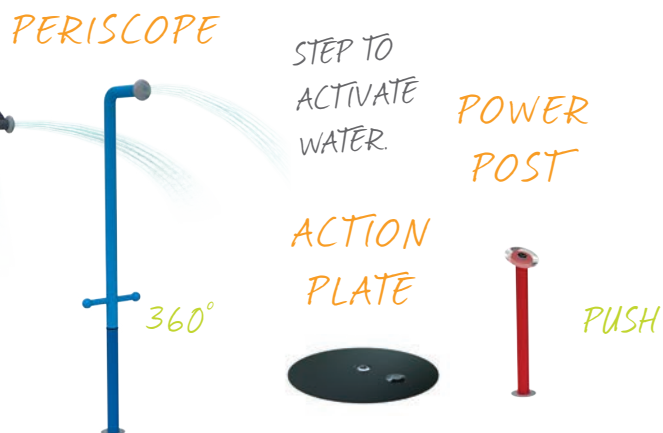 PERISCOPE
360°
STEP TO
ACTIVATE
WATER.
ACTION
PLATE
POWER
POST
PUSH